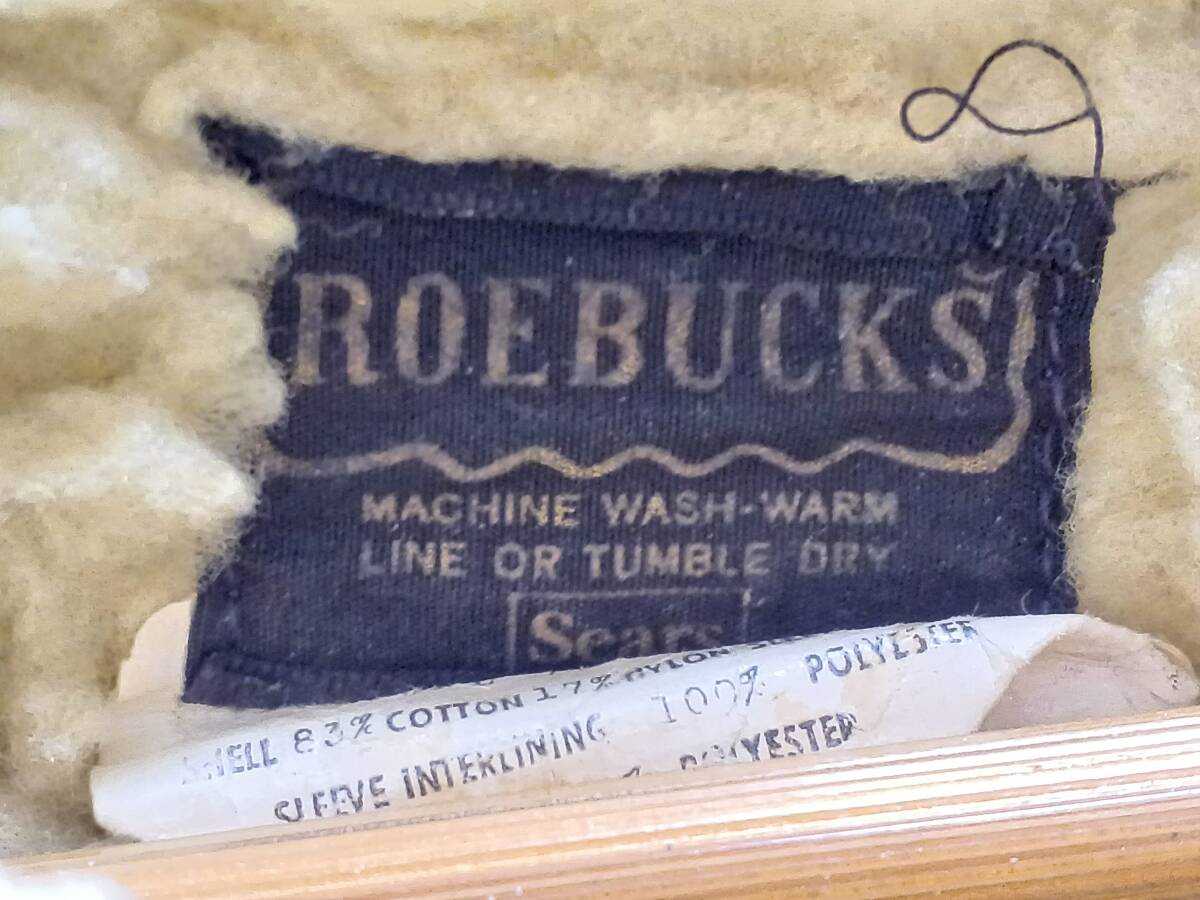 ROEBUCKS
MACHINE WASH-WARM
LINE OR TUMBLE DRY
Sears
SHELL 83% COTTON 17% NYLON
SLEEVE INTERLINING 100% POLYESTER
POLYESTER